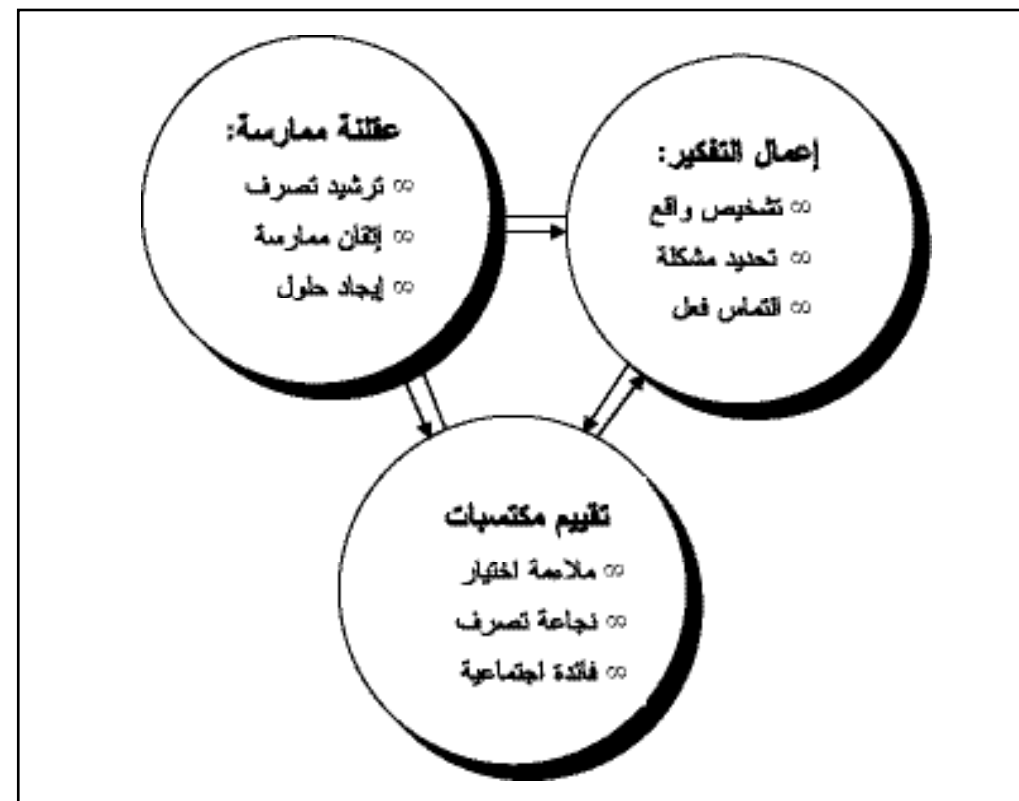 إعمال التفكير:
∞ تشخيص واقع
∞ تحديد مشكلة
∞ التماس فعل
عقلنة ممارسة:
∞ ترشيد تصرف
∞ إتقان ممارسة
∞ إيجاد حلول
تقييم مكتسبات
∞ ملاءمة اختيار
∞ نجاعة تصرف
∞ فائدة اجتماعية